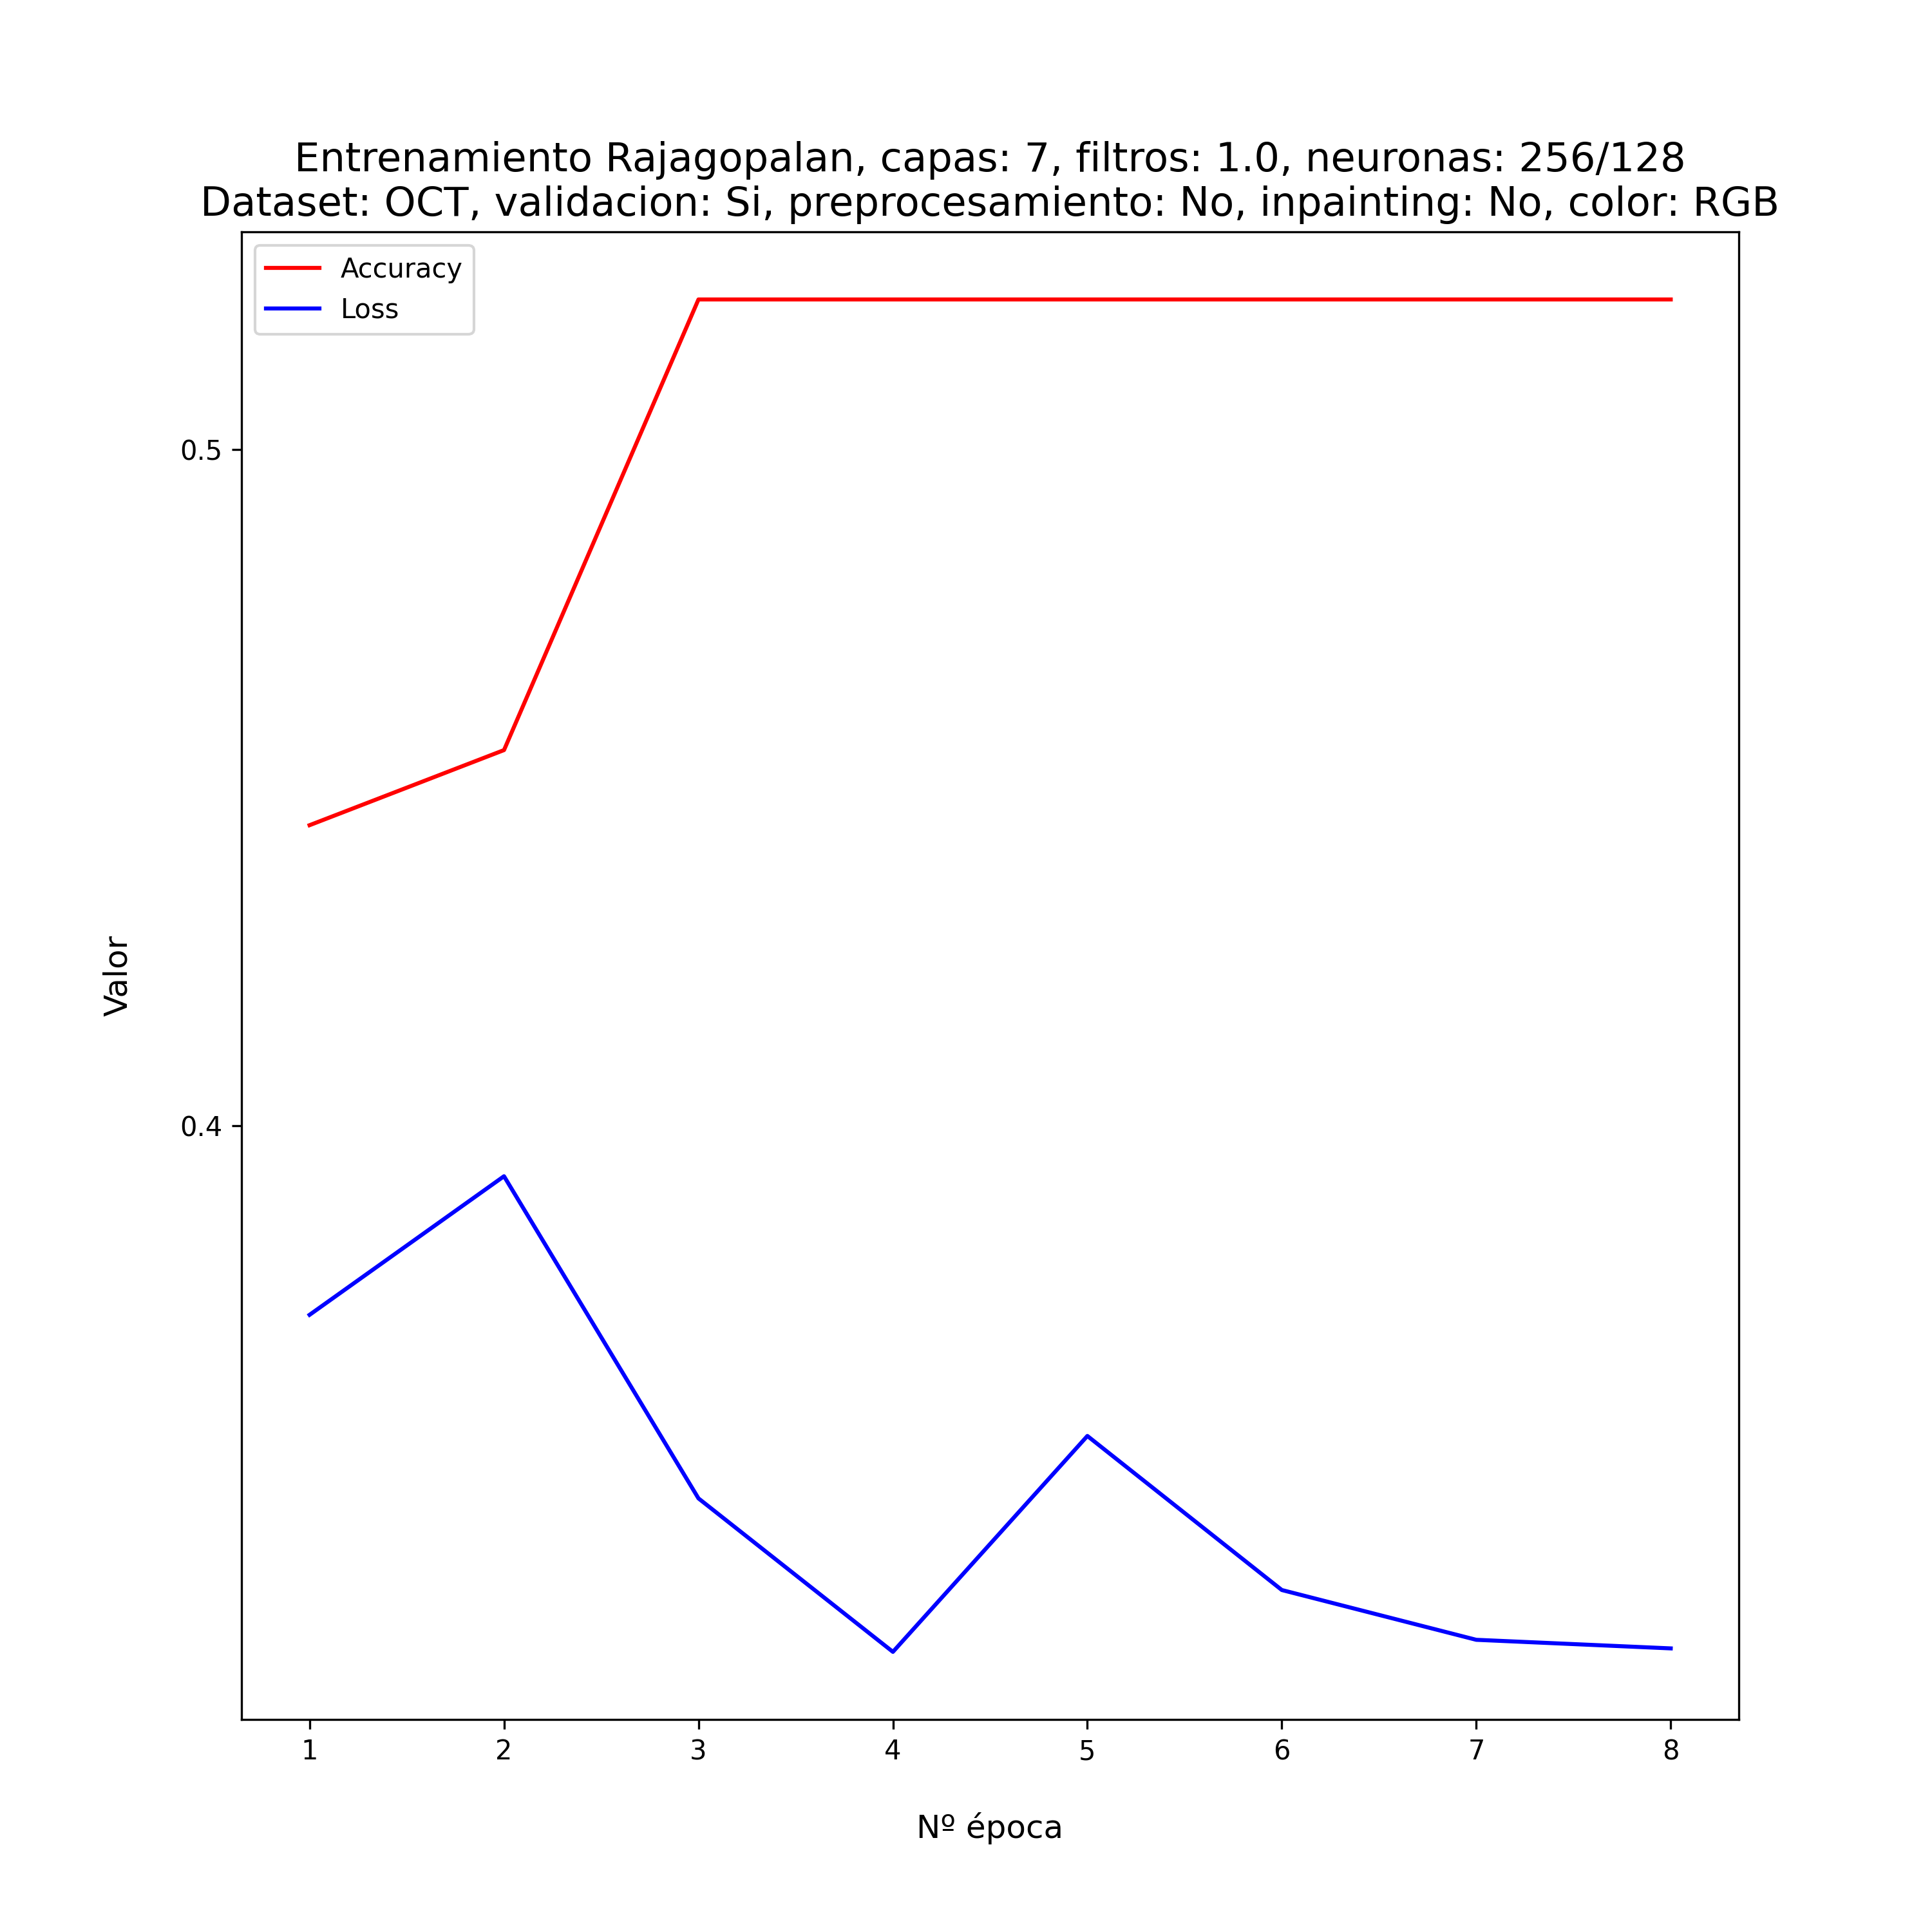 Entrenamiento Rajagopalan, capas: 7, filtros: 1.0, neuronas: 256/128
Dataset: OCT, validacion: Si, preprocesamiento: No, inpainting: No, color: RGB
Accuracy
Loss
0.5
0.4
Valor
1 2 3 4 5 6 7 8
Nº época